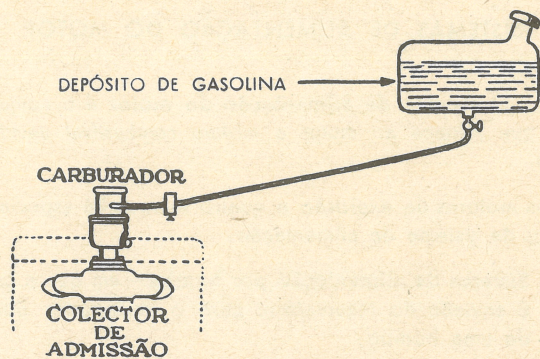 DEPÓSITO DE GASOLINA
CARBURADOR
COLECTOR
DE
ADMISSÃO